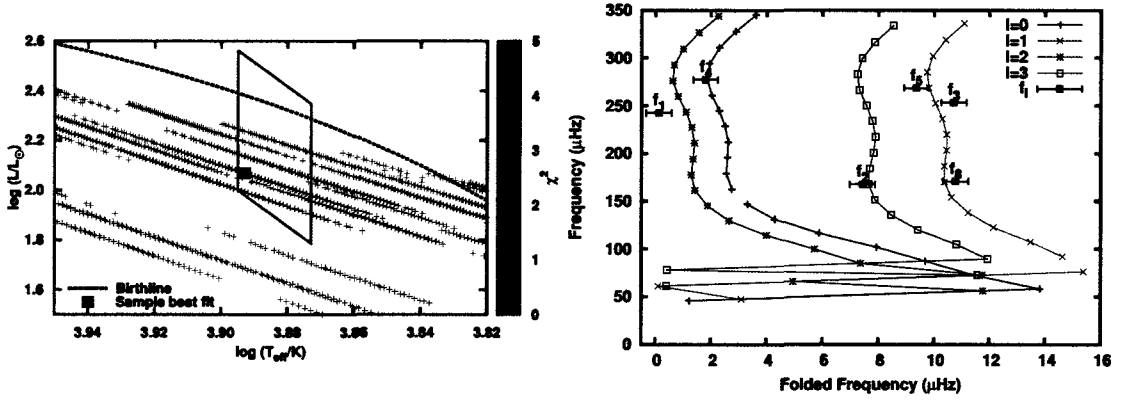 2.6
2.4
2.2
2.0
1.8
1.6
log (L/L⊙)
Birthline
Sample best fit
3.94 3.92 3.90 3.88 3.86 3.84 3.82
log (Teff/K)
5
4
3
2
1
0
χ²
350
300
250
200
150
100
50
0
Frequency (μHz)
l=0
l=1
l=2
l=3
fI
f4
f5
f1
f3
f8
0 2 4 6 8 10 12 14 16
Folded Frequency (μHz)